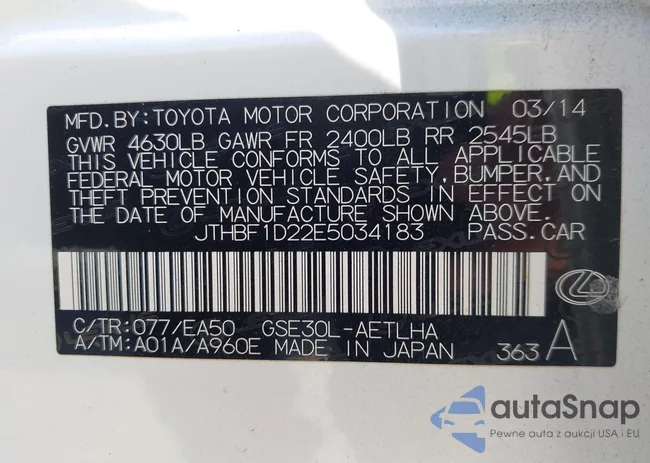 MFD.BY:TOYOTA MOTOR CORPORATION 03/14
GVWR 4630LB GAWR FR 2400LB RR 2545LB
THIS VEHICLE CONFORMS TO ALL APPLICABLE
FEDERAL MOTOR VEHICLE SAFETY,BUMPER,AND
THEFT PREVENTION STANDARDS IN EFFECT ON
THE DATE OF MANUFACTURE SHOWN ABOVE.
JTHBF1D22E5034183 PASS.CAR
C/TR:077/EA50 GSE30L-AETLHA
A/TM:A01A/A960E MADE IN JAPAN 363 A
autaSnap
Pewne auta z aukcji USA i EU